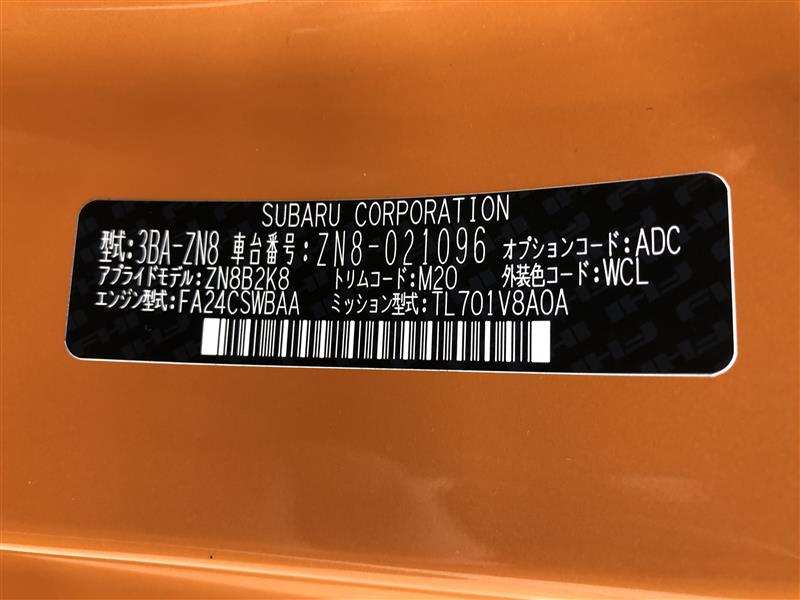 SUBARU CORPORATION
型式:3BA-ZN8 車台番号:ZN8-021096 オプションコード:ADC
アプライドモデル:ZN8B2K8 トリムコード:M20 外装色コード:WCL
エンジン型式:FA24CSWBAA ミッション型式:TL701V8A0A